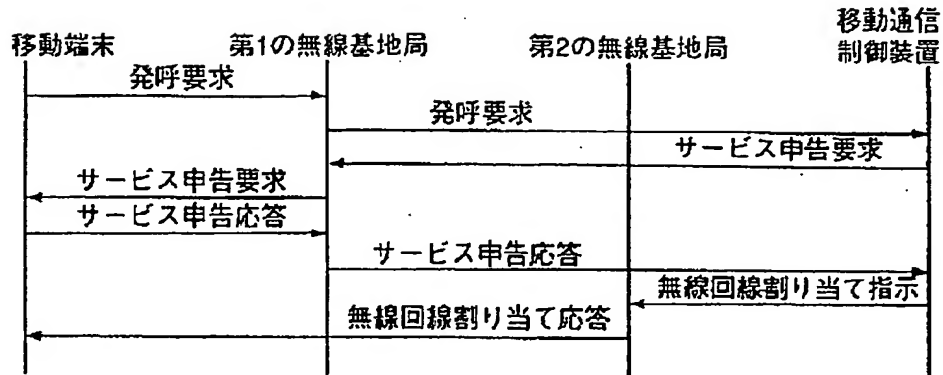 移動端末
第1の無線基地局
第2の無線基地局
移動通信
制御装置
発呼要求
発呼要求
サービス申告要求
サービス申告要求
サービス申告応答
サービス申告応答
無線回線割り当て指示
無線回線割り当て応答